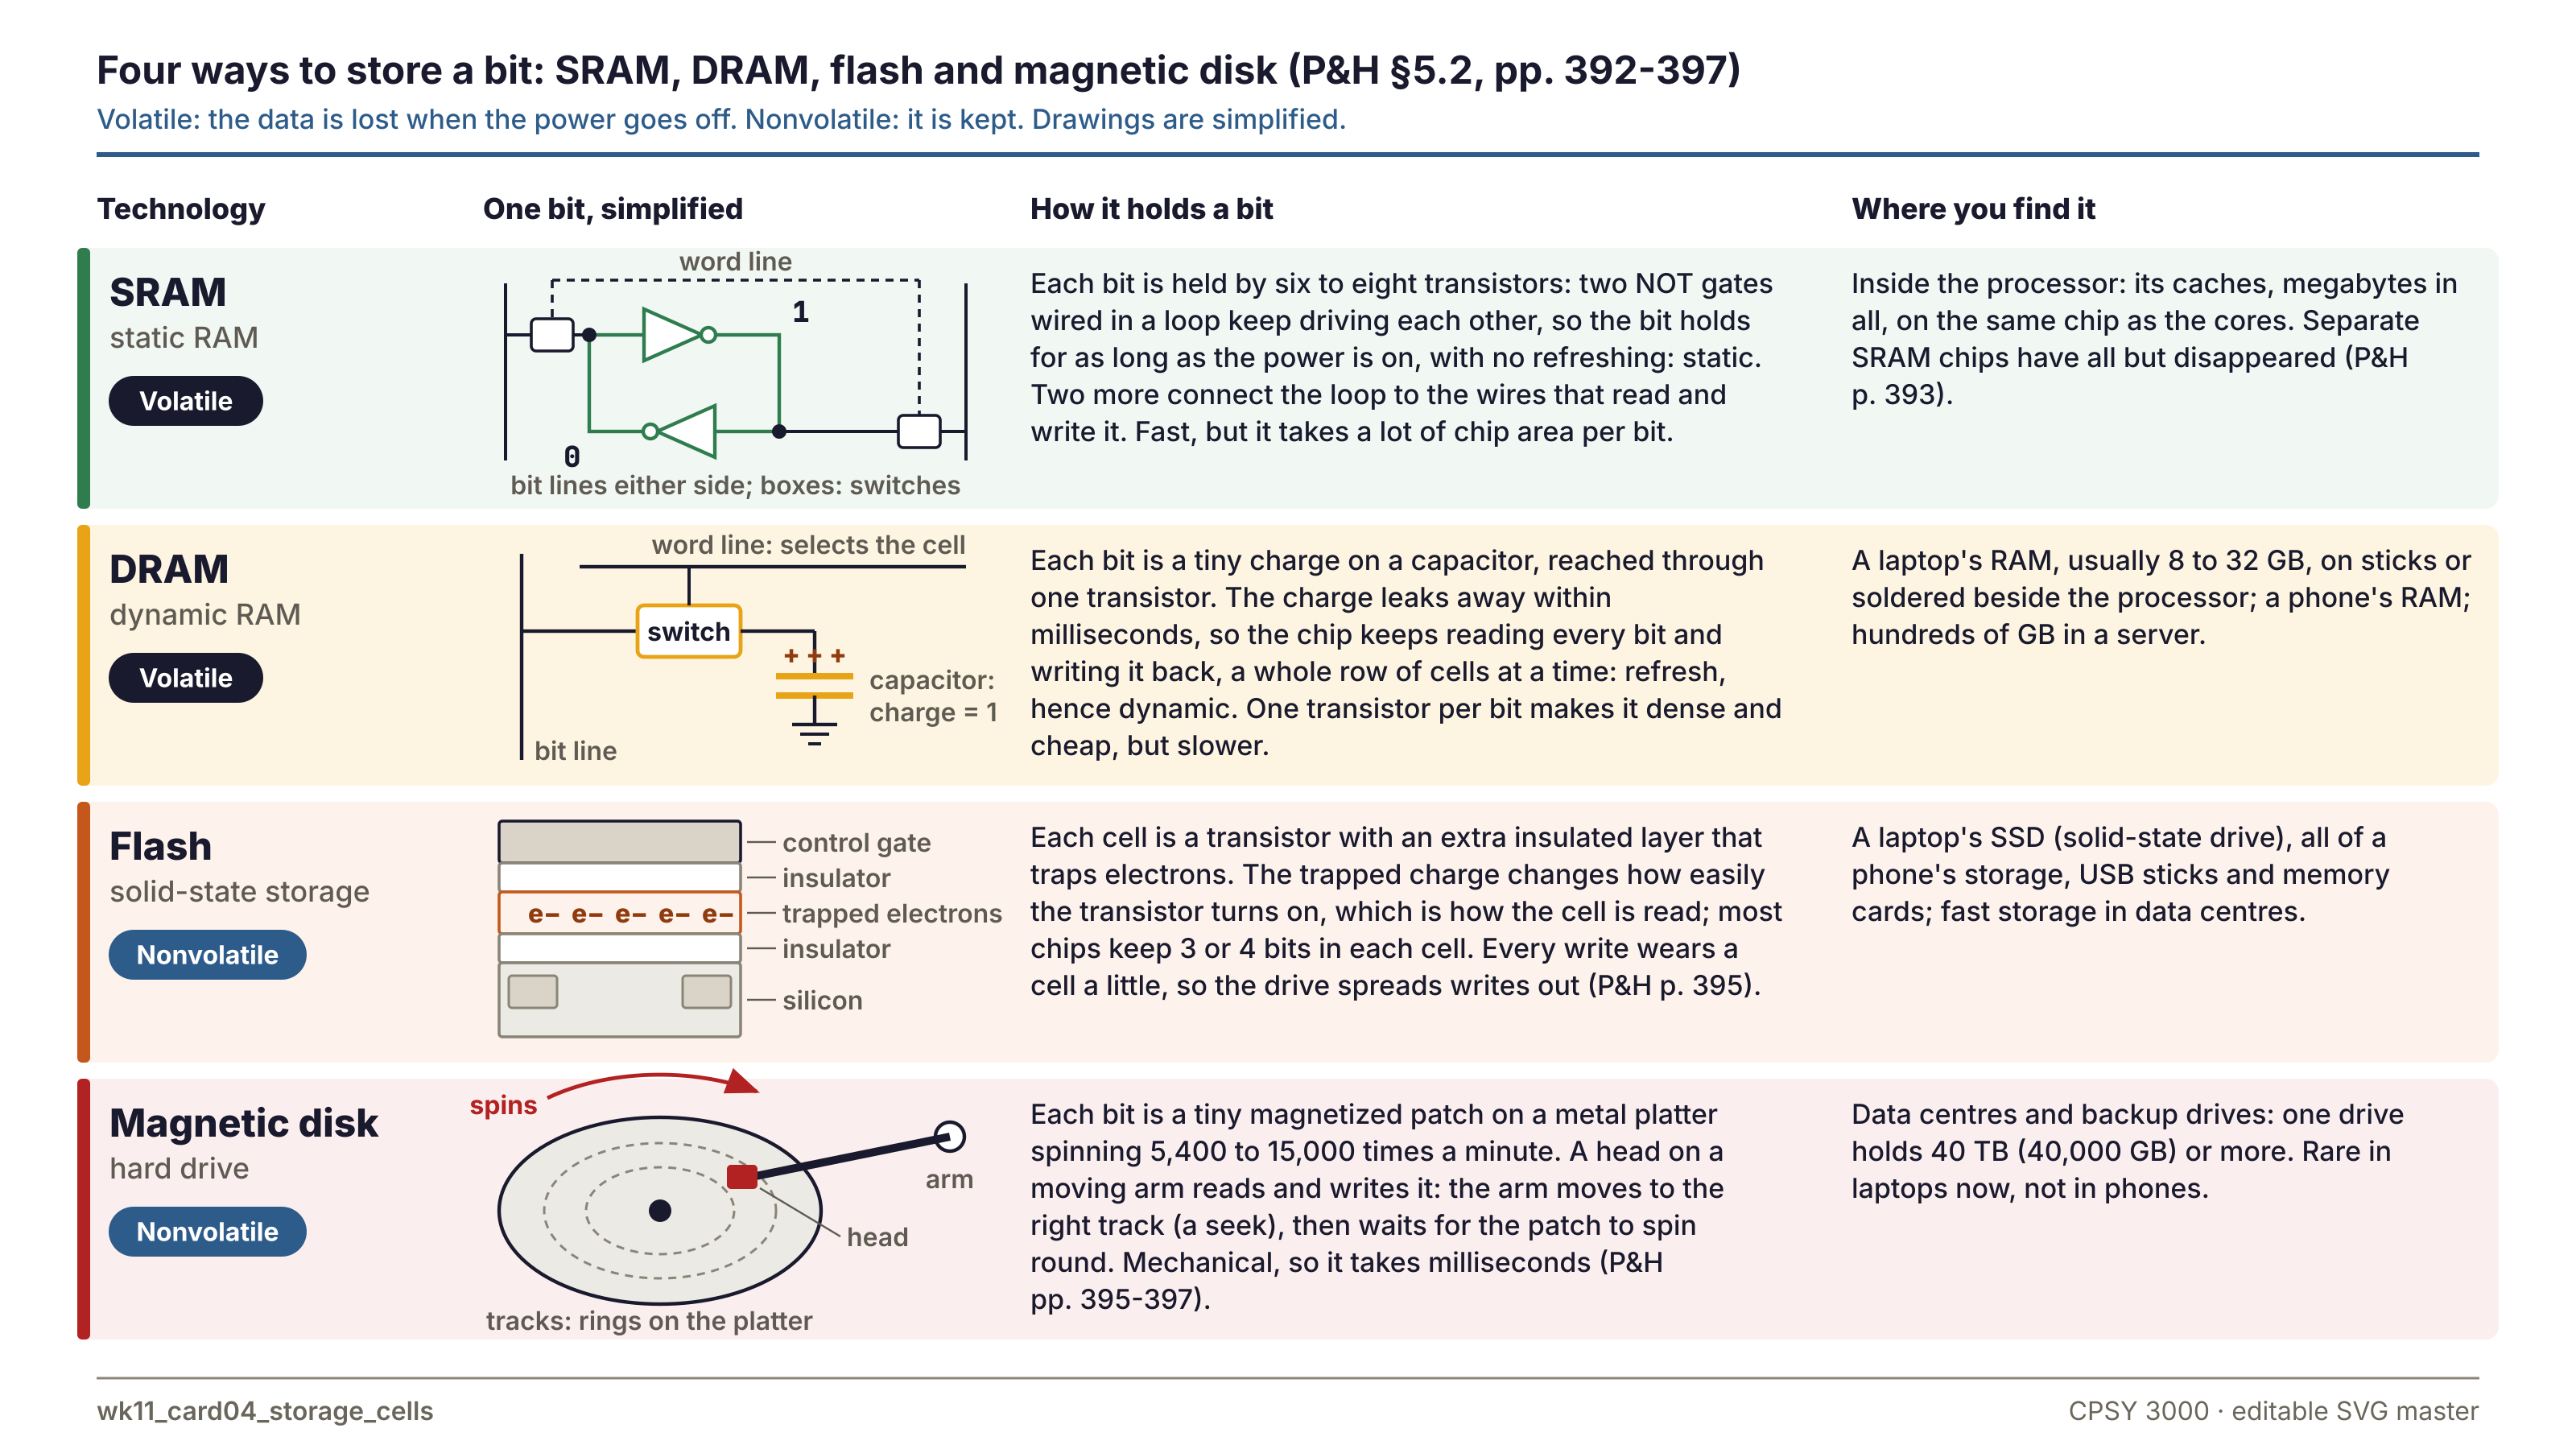 Four ways to store a bit: SRAM, DRAM, flash and magnetic disk (P&H §5.2, pp. 392-397)
Volatile: the data is lost when the power goes off. Nonvolatile: it is kept. Drawings are simplified.
Technology
One bit, simplified
How it holds a bit
Where you find it
SRAM
static RAM
Volatile
word line
1
0
bit lines either side; boxes: switches
Each bit is held by six to eight transistors: two NOT gates
wired in a loop keep driving each other, so the bit holds
for as long as the power is on, with no refreshing: static.
Two more connect the loop to the wires that read and
write it. Fast, but it takes a lot of chip area per bit.
Inside the processor: its caches, megabytes in
all, on the same chip as the cores. Separate
SRAM chips have all but disappeared (P&H
p. 393).
DRAM
dynamic RAM
Volatile
word line: selects the cell
switch
+ + +
capacitor:
charge = 1
bit line
Each bit is a tiny charge on a capacitor, reached through
one transistor. The charge leaks away within
milliseconds, so the chip keeps reading every bit and
writing it back, a whole row of cells at a time: refresh,
hence dynamic. One transistor per bit makes it dense and
cheap, but slower.
A laptop's RAM, usually 8 to 32 GB, on sticks or
soldered beside the processor; a phone's RAM;
hundreds of GB in a server.
Flash
solid-state storage
Nonvolatile
control gate
insulator
e− e− e− e− e−
trapped electrons
insulator
silicon
Each cell is a transistor with an extra insulated layer that
traps electrons. The trapped charge changes how easily
the transistor turns on, which is how the cell is read; most
chips keep 3 or 4 bits in each cell. Every write wears a
cell a little, so the drive spreads writes out (P&H p. 395).
A laptop's SSD (solid-state drive), all of a
phone's storage, USB sticks and memory
cards; fast storage in data centres.
Magnetic disk
hard drive
Nonvolatile
spins
arm
head
tracks: rings on the platter
Each bit is a tiny magnetized patch on a metal platter
spinning 5,400 to 15,000 times a minute. A head on a
moving arm reads and writes it: the arm moves to the
right track (a seek), then waits for the patch to spin
round. Mechanical, so it takes milliseconds (P&H
pp. 395-397).
Data centres and backup drives: one drive
holds 40 TB (40,000 GB) or more. Rare in
laptops now, not in phones.
wk11_card04_storage_cells
CPSY 3000 · editable SVG master